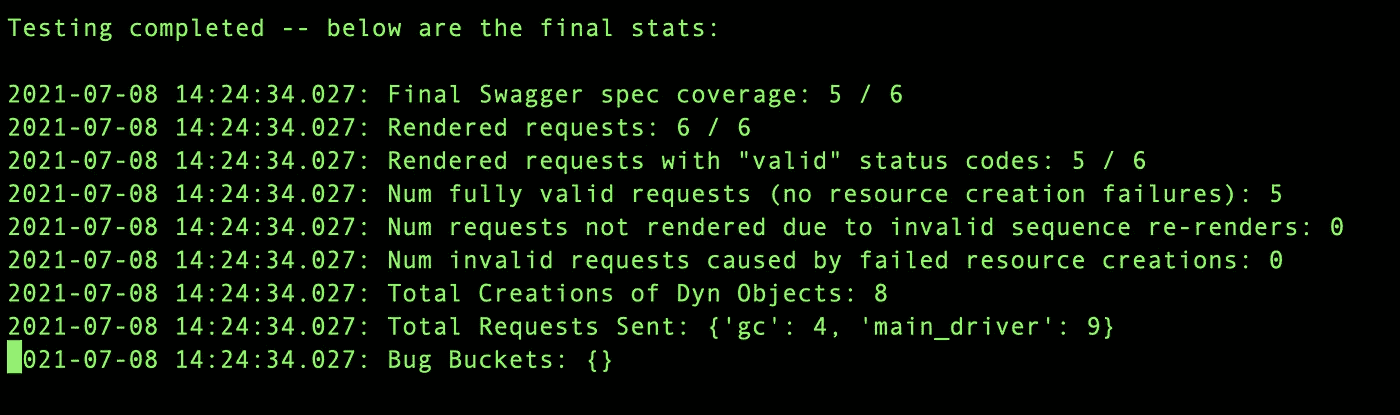 Testing completed -- below are the final stats:
2021-07-08 14:24:34.027: Final Swagger spec coverage: 5 / 6
2021-07-08 14:24:34.027: Rendered requests: 6 / 6
2021-07-08 14:24:34.027: Rendered requests with "valid" status codes: 5 / 6
2021-07-08 14:24:34.027: Num fully valid requests (no resource creation failures): 5
2021-07-08 14:24:34.027: Num requests not rendered due to invalid sequence re-renders: 0
2021-07-08 14:24:34.027: Num invalid requests caused by failed resource creations: 0
2021-07-08 14:24:34.027: Total Creations of Dyn Objects: 8
2021-07-08 14:24:34.027: Total Requests Sent: {'gc': 4, 'main_driver': 9}
021-07-08 14:24:34.027: Bug Buckets: {}